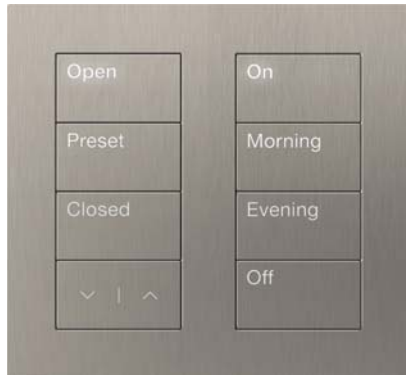 Open
Preset
Closed
On
Morning
Evening
Off